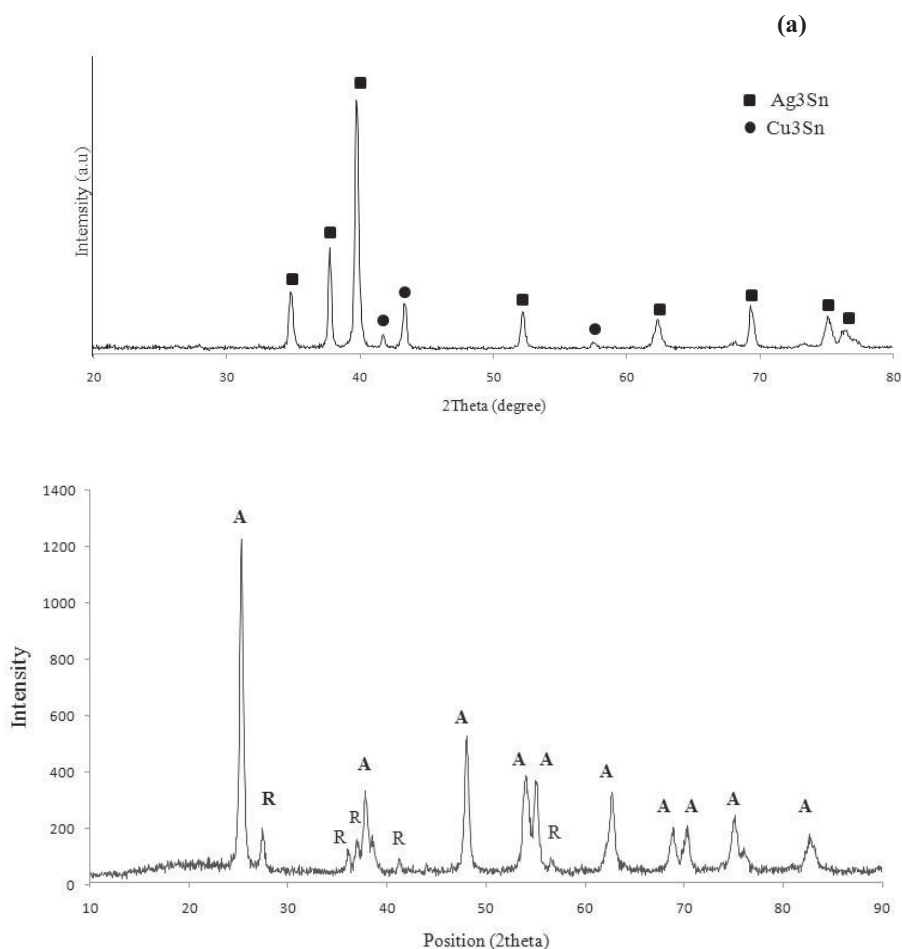 (a)
Ag3Sn
Cu3Sn
Intemsity (a.u)
20 30 40 50 60 70 80
2Theta (degree)
1400
1200
1000
800
600
400
200
0
Intensity
A
R
R
R
A
R
A
A
A
R
A
A
A
A
A
10 20 30 40 50 60 70 80 90
Position (2theta)